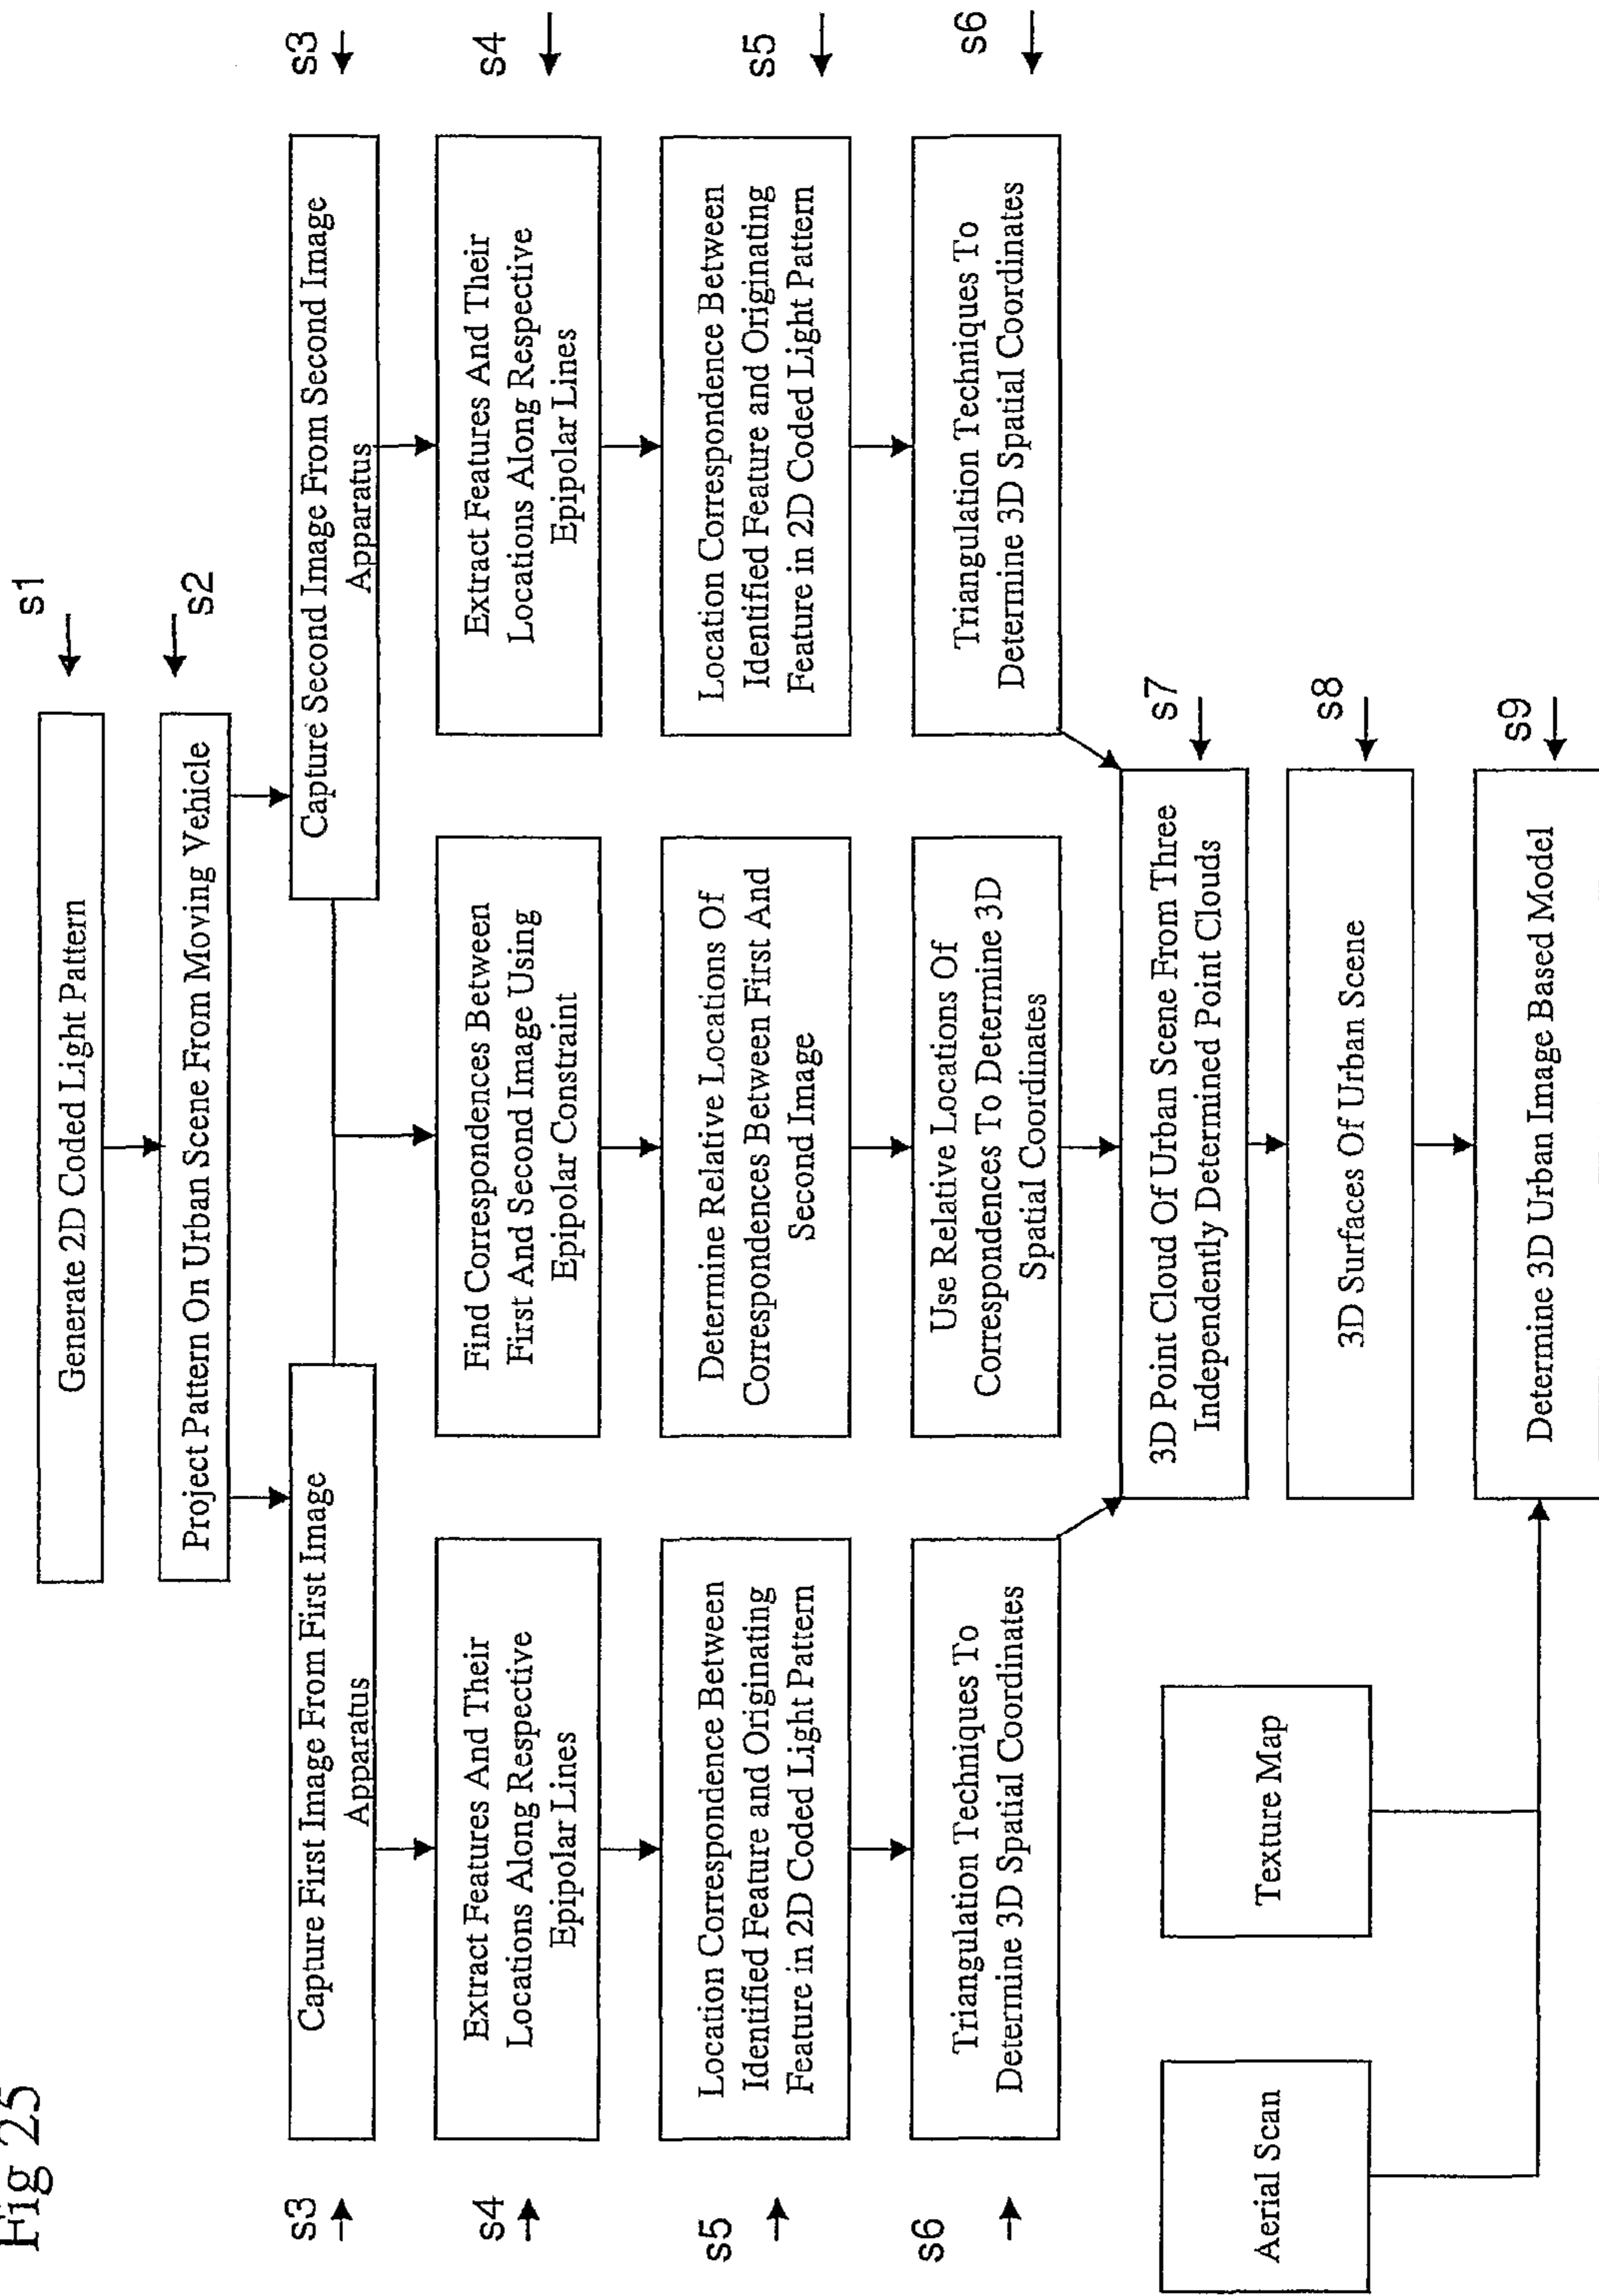 Fig 25
Generate 2D Coded Light Pattern
s1
Project Pattern On Urban Scene From Moving Vehicle
s2
s3
Capture First Image From First Image
Apparatus
Capture Second Image From Second Image
Apparatus
s3
s4
Extract Features And Their
Locations Along Respective
Epipolar Lines
Find Correspondences Between
First And Second Image Using
Epipolar Constraint
Extract Features And Their
Locations Along Respective
Epipolar Lines
s4
s5
Location Correspondence Between
Identified Feature and Originating
Feature in 2D Coded Light Pattern
Determine Relative Locations Of
Correspondences Between First And
Second Image
Location Correspondence Between
Identified Feature and Originating
Feature in 2D Coded Light Pattern
s5
s6
Triangulation Techniques To
Determine 3D Spatial Coordinates
Use Relative Locations Of
Correspondences To Determine 3D
Spatial Coordinates
Triangulation Techniques To
Determine 3D Spatial Coordinates
s6
3D Point Cloud Of Urban Scene From Three
Independently Determined Point Clouds
s7
Aerial Scan
Texture Map
3D Surfaces Of Urban Scene
s8
Determine 3D Urban Image Based Model
s9